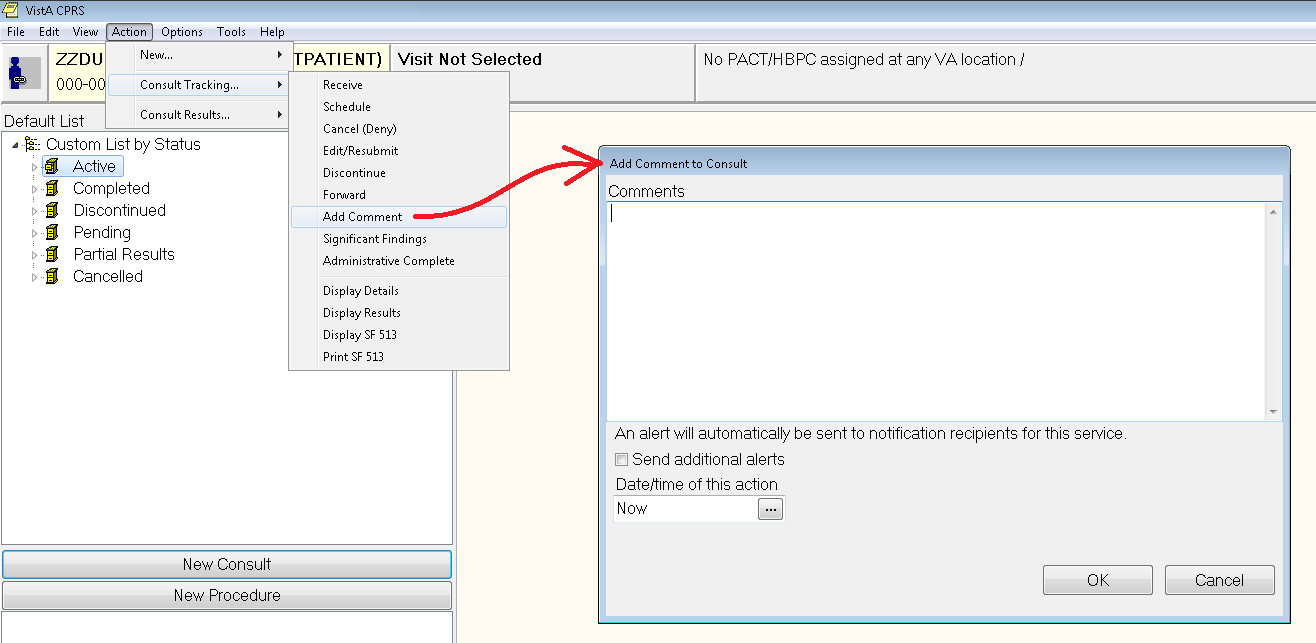 VistA CPRS
File Edit View Action Options Tools Help
ZZDU
000-00
TPATIENT)
Visit Not Selected
No PACT/HBPC assigned at any VA location /
New...
Consult Tracking...
Consult Results...
Receive
Schedule
Cancel (Deny)
Edit/Resubmit
Discontinue
Forward
Add Comment
Significant Findings
Administrative Complete
Display Details
Display Results
Display SF 513
Print SF 513
Default List
Custom List by Status
Active
Completed
Discontinued
Pending
Partial Results
Cancelled
New Consult
New Procedure
Add Comment to Consult
Comments
An alert will automatically be sent to notification recipients for this service.
Send additional alerts
Date/time of this action
Now ...
OK Cancel